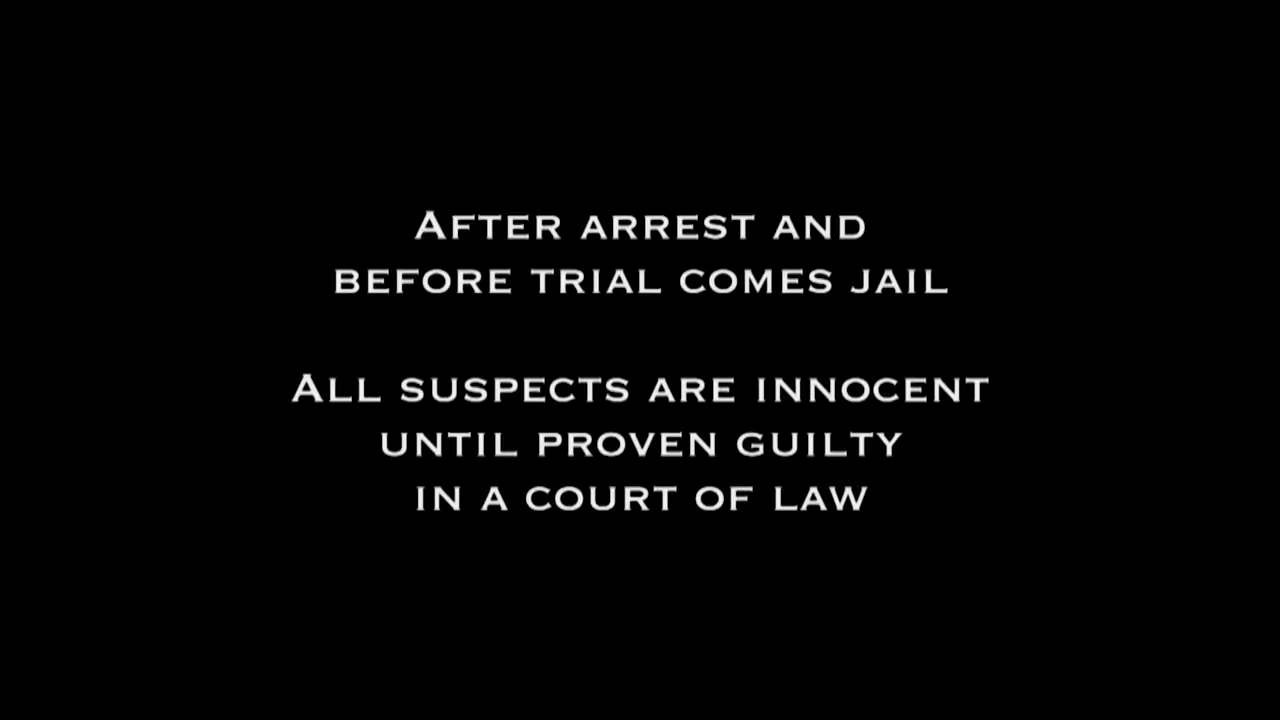 After arrest and
before trial comes jail
All suspects are innocent
until proven guilty
in a court of law